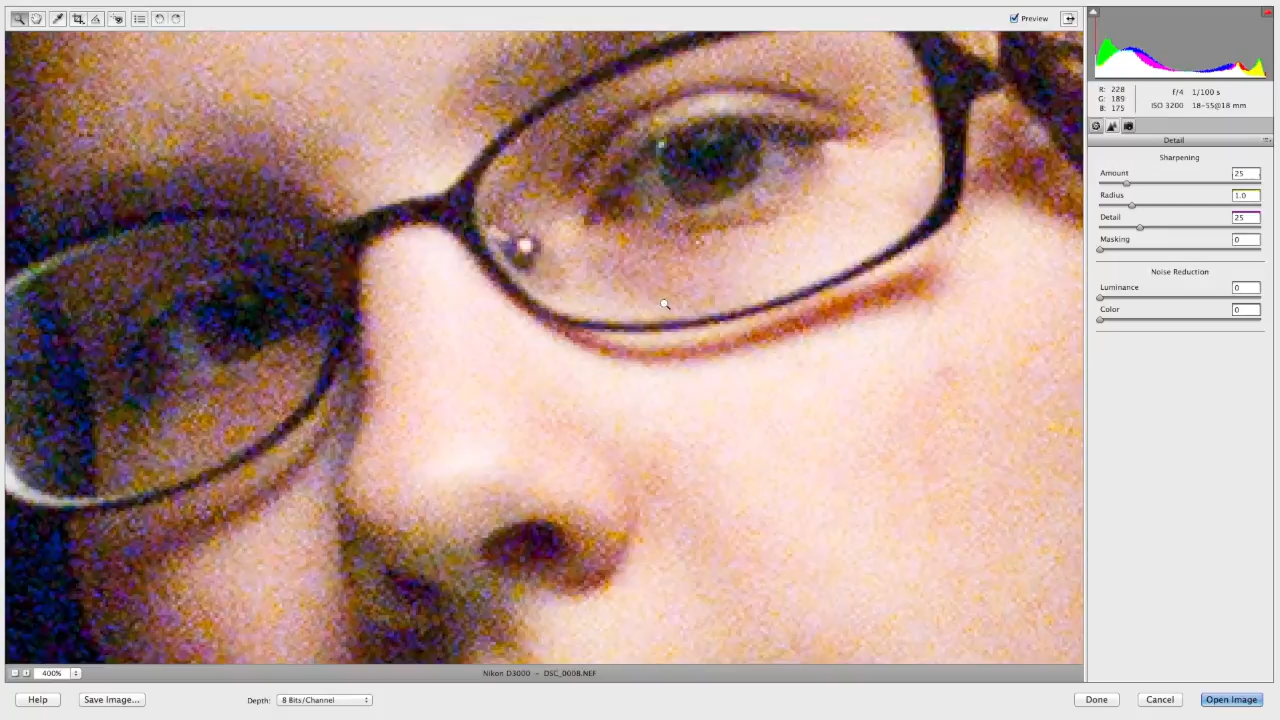 Preview
R: 228
G: 189
B: 175
f/4 1/100 s
ISO 3200 18-55@18 mm
Detail
Sharpening
Amount 25
Radius 1.0
Detail 25
Masking 0
Noise Reduction
Luminance 0
Color 0
400%
Nikon D3000 - DSC_0008.NEF
Help
Save Image...
Depth: 8 Bits/Channel
Done
Cancel
Open Image